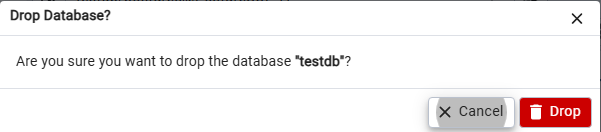 Drop Database?
Are you sure you want to drop the database "testdb"?
Cancel
Drop